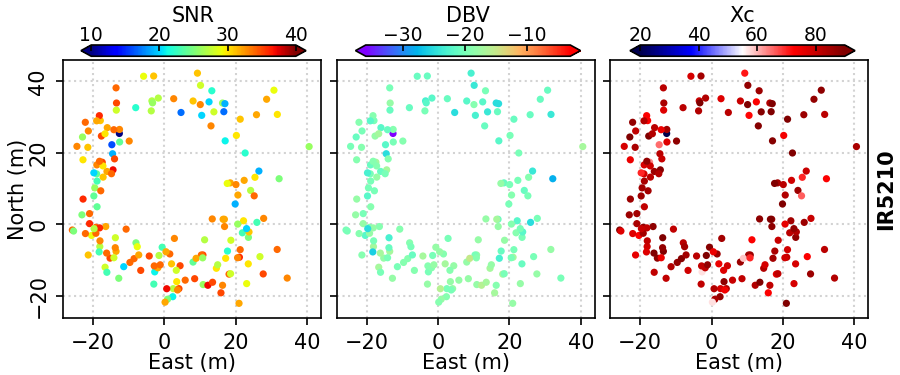 SNR DBV Xc
10 20 30 40 −30 −20 −10 20 40 60 80
40
20
0
−20
North (m)
IR5210
−20 0 20 40 −20 0 20 40 −20 0 20 40
East (m) East (m) East (m)